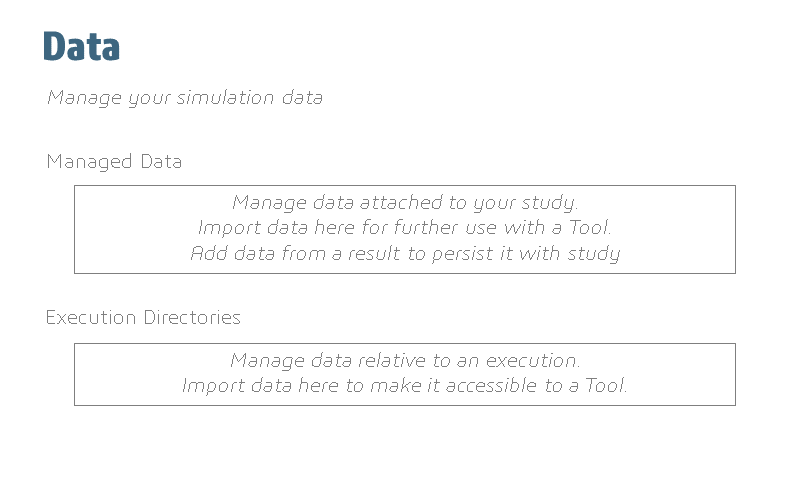 Data
Manage your simulation data
Managed Data
Manage data attached to your study.
Import data here for further use with a Tool.
Add data from a result to persist it with study
Execution Directories
Manage data relative to an execution.
Import data here to make it accessible to a Tool.